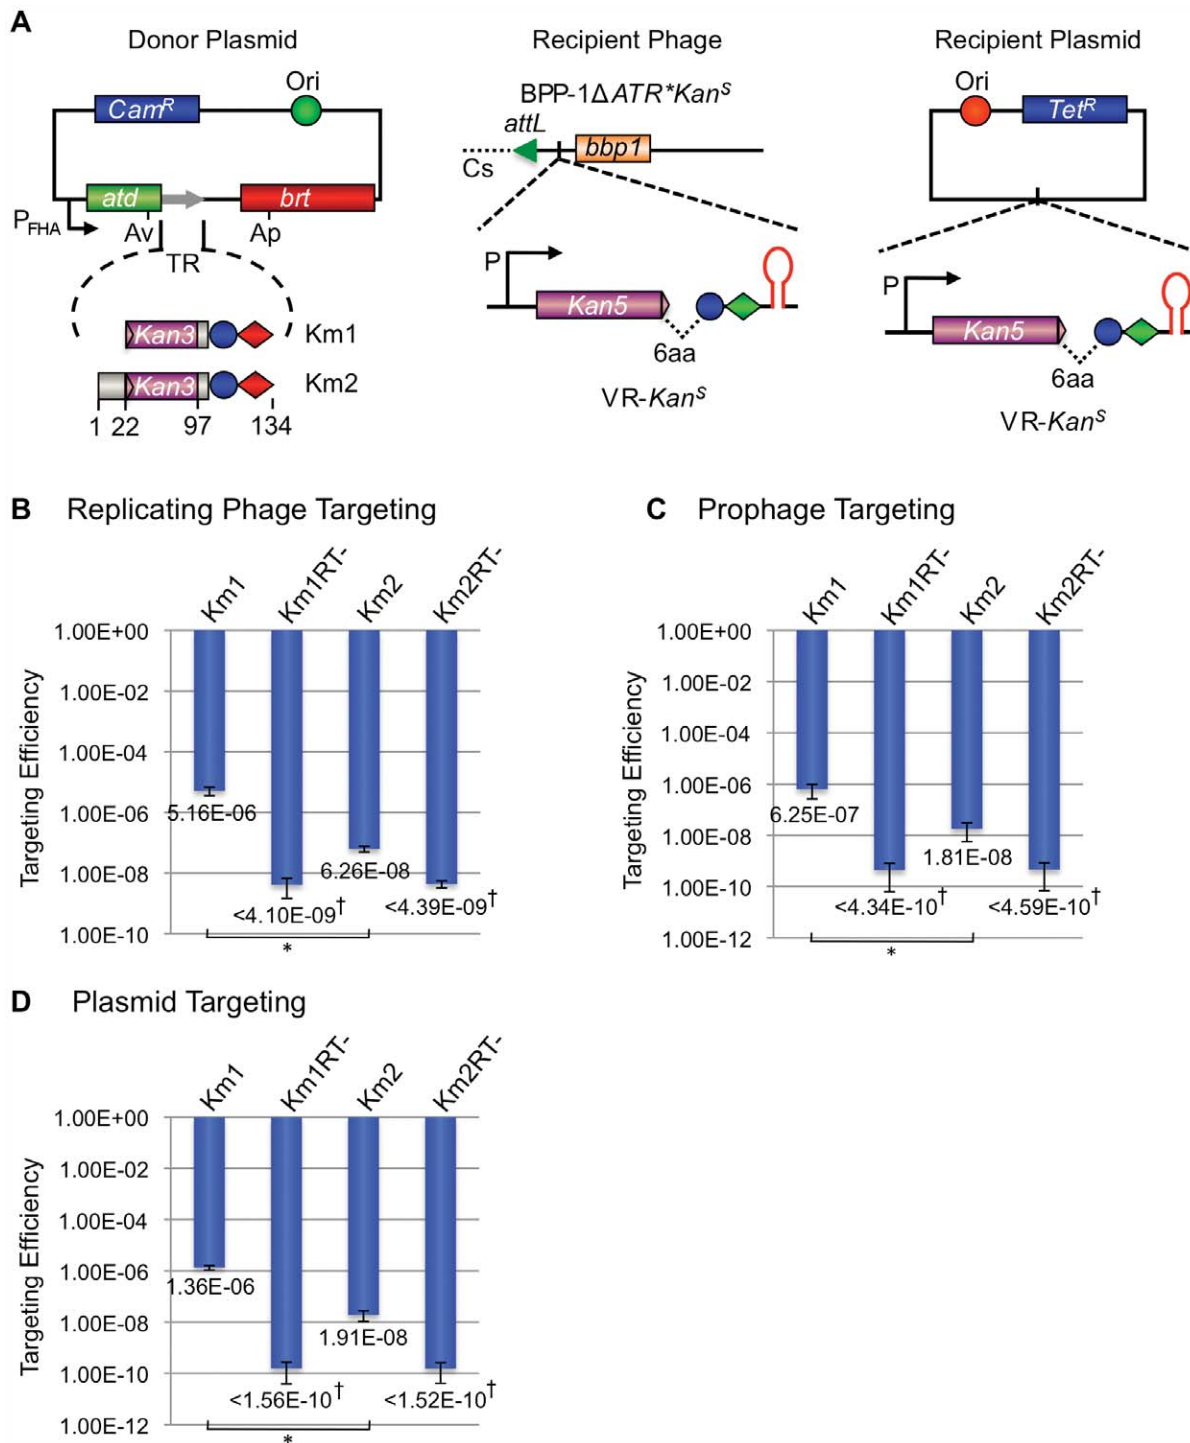 A
Donor Plasmid
Recipient Phage
Recipient Plasmid
Cam^R
Ori
atd
brt
P_FHA
Av
Ap
TR
Kan3
Km1
Kan3
Km2
1 22 97 134
BPP-1ΔATR*Kan^S
attL
bbp1
Cs
P
Kan5
6aa
VR-Kan^S
Ori
Tet^R
P
Kan5
6aa
VR-Kan^S
B Replicating Phage Targeting
Km1 Km1RT- Km2 Km2RT-
Targeting Efficiency
1.00E+00
1.00E-02
1.00E-04
1.00E-06
1.00E-08
1.00E-10
5.16E-06
<4.10E-09†
6.26E-08
<4.39E-09†
*
C Prophage Targeting
Km1 Km1RT- Km2 Km2RT-
Targeting Efficiency
1.00E+00
1.00E-02
1.00E-04
1.00E-06
1.00E-08
1.00E-10
1.00E-12
6.25E-07
<4.34E-10†
1.81E-08
<4.59E-10†
*
D Plasmid Targeting
Km1 Km1RT- Km2 Km2RT-
Targeting Efficiency
1.00E+00
1.00E-02
1.00E-04
1.00E-06
1.00E-08
1.00E-10
1.00E-12
1.36E-06
<1.56E-10†
1.91E-08
<1.52E-10†
*